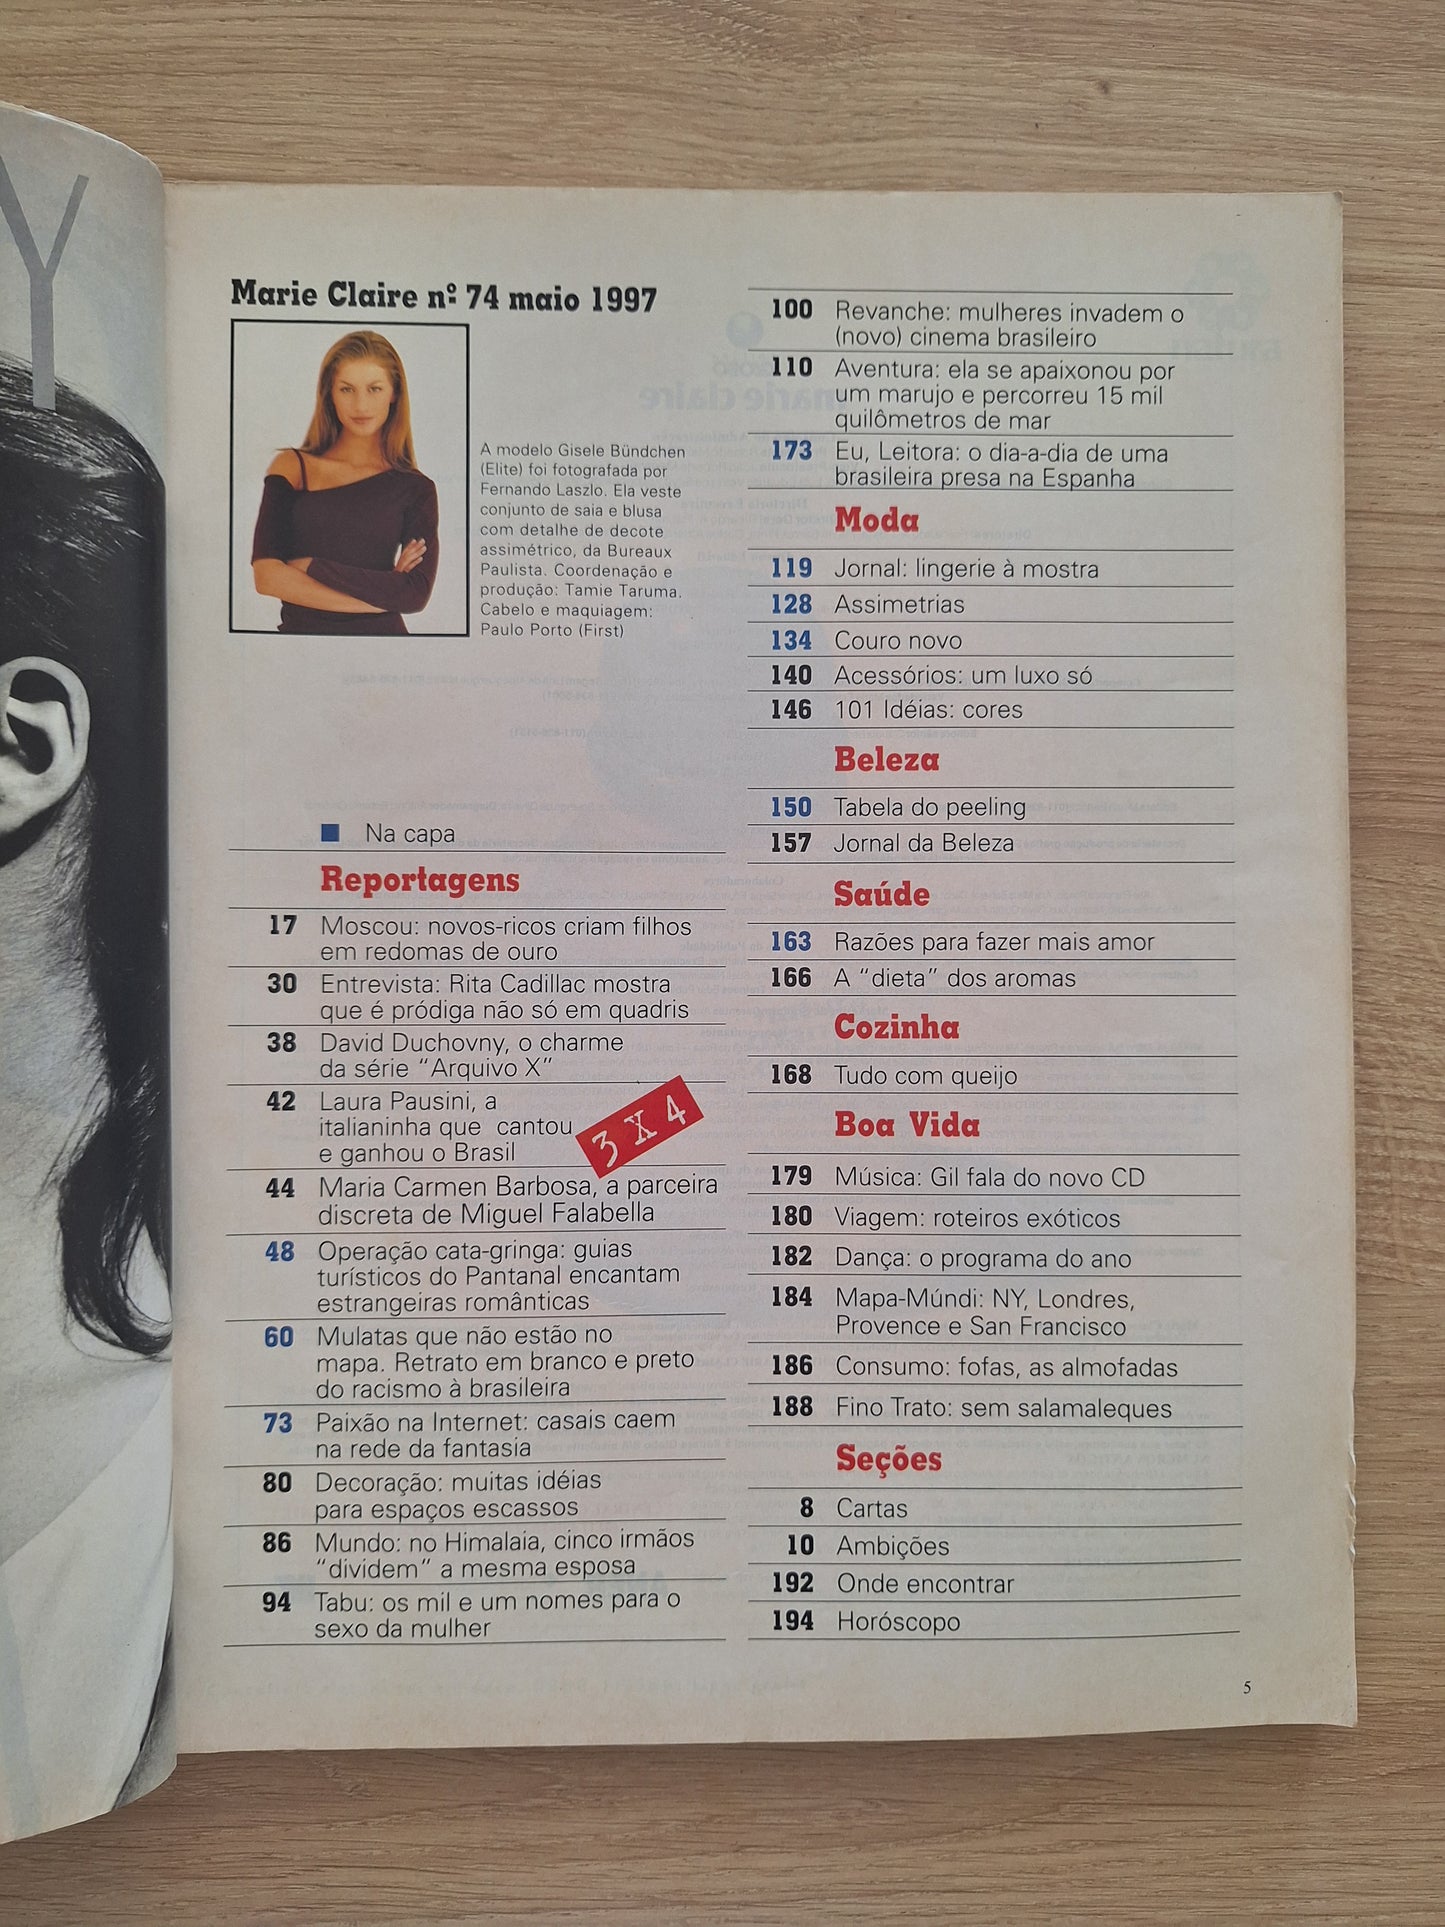 Y
Marie Claire nº 74 maio 1997
A modelo Gisele Bündchen
(Elite) foi fotografada por
Fernando Laszlo. Ela veste
conjunto de saia e blusa
com detalhe de decote
assimétrico, da Bureaux
Paulista. Coordenação e
produção: Tamie Taruma.
Cabelo e maquiagem:
Paulo Porto (First)
Na capa
Reportagens
17 Moscou: novos-ricos criam filhos
em redomas de ouro
30 Entrevista: Rita Cadillac mostra
que é pródiga não só em quadris
38 David Duchovny, o charme
da série “Arquivo X”
42 Laura Pausini, a
italianinha que cantou
e ganhou o Brasil
3 X 4
44 Maria Carmen Barbosa, a parceira
discreta de Miguel Falabella
48 Operação cata-gringa: guias
turísticos do Pantanal encantam
estrangeiras românticas
60 Mulatas que não estão no
mapa. Retrato em branco e preto
do racismo à brasileira
73 Paixão na Internet: casais caem
na rede da fantasia
80 Decoração: muitas idéias
para espaços escassos
86 Mundo: no Himalaia, cinco irmãos
“dividem” a mesma esposa
94 Tabu: os mil e um nomes para o
sexo da mulher
100 Revanche: mulheres invadem o
(novo) cinema brasileiro
110 Aventura: ela se apaixonou por
um marujo e percorreu 15 mil
quilômetros de mar
173 Eu, Leitora: o dia-a-dia de uma
brasileira presa na Espanha
Moda
119 Jornal: lingerie à mostra
128 Assimetrias
134 Couro novo
140 Acessórios: um luxo só
146 101 Idéias: cores
Beleza
150 Tabela do peeling
157 Jornal da Beleza
Saúde
163 Razões para fazer mais amor
166 A “dieta” dos aromas
Cozinha
168 Tudo com queijo
Boa Vida
179 Música: Gil fala do novo CD
180 Viagem: roteiros exóticos
182 Dança: o programa do ano
184 Mapa-Múndi: NY, Londres,
Provence e San Francisco
186 Consumo: fofas, as almofadas
188 Fino Trato: sem salamaleques
Seções
8 Cartas
10 Ambições
192 Onde encontrar
194 Horóscopo
5